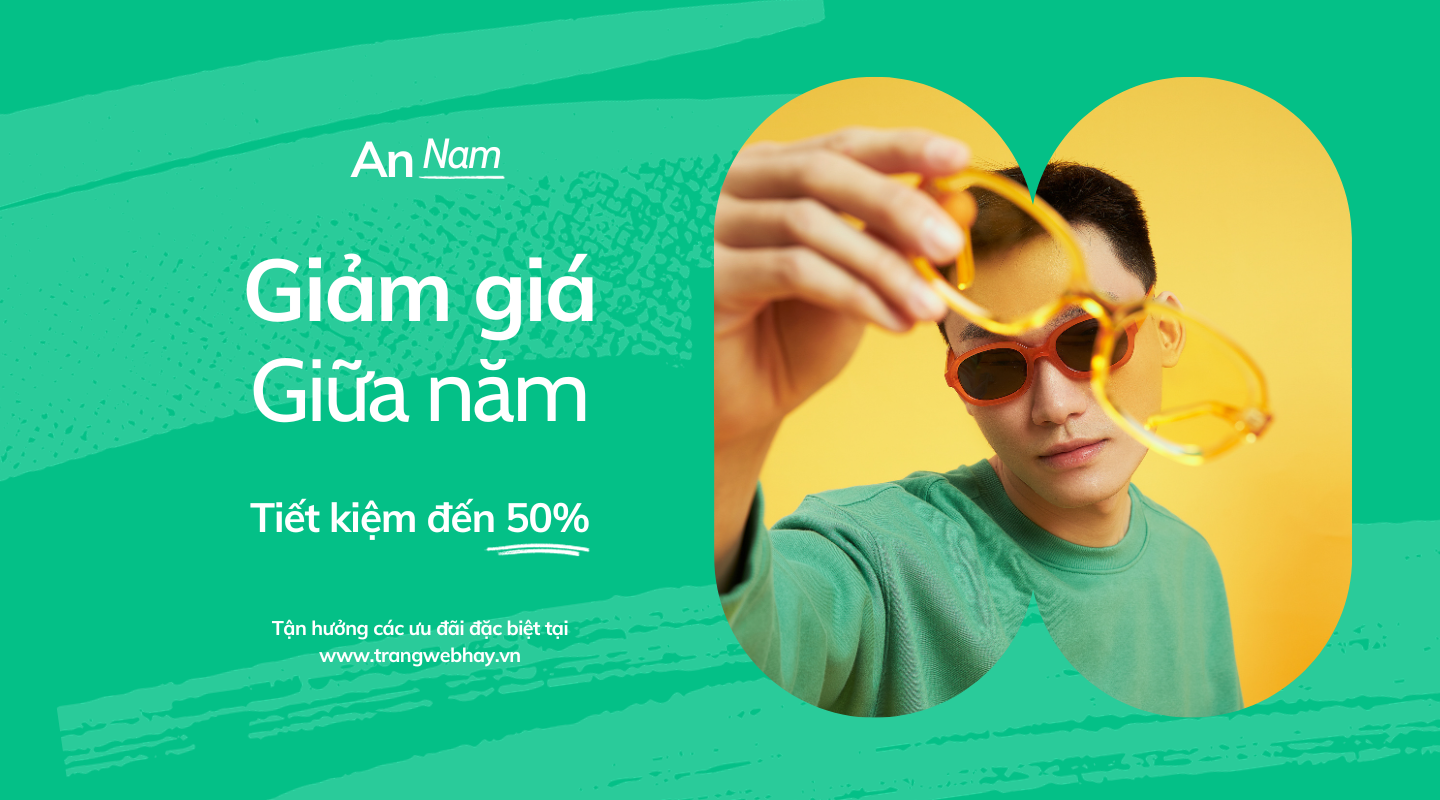 An Nam
Giảm giá
Giữa năm
Tiết kiệm đến 50%
Tận hưởng các ưu đãi đặc biệt tại
www.trangwebhay.vn